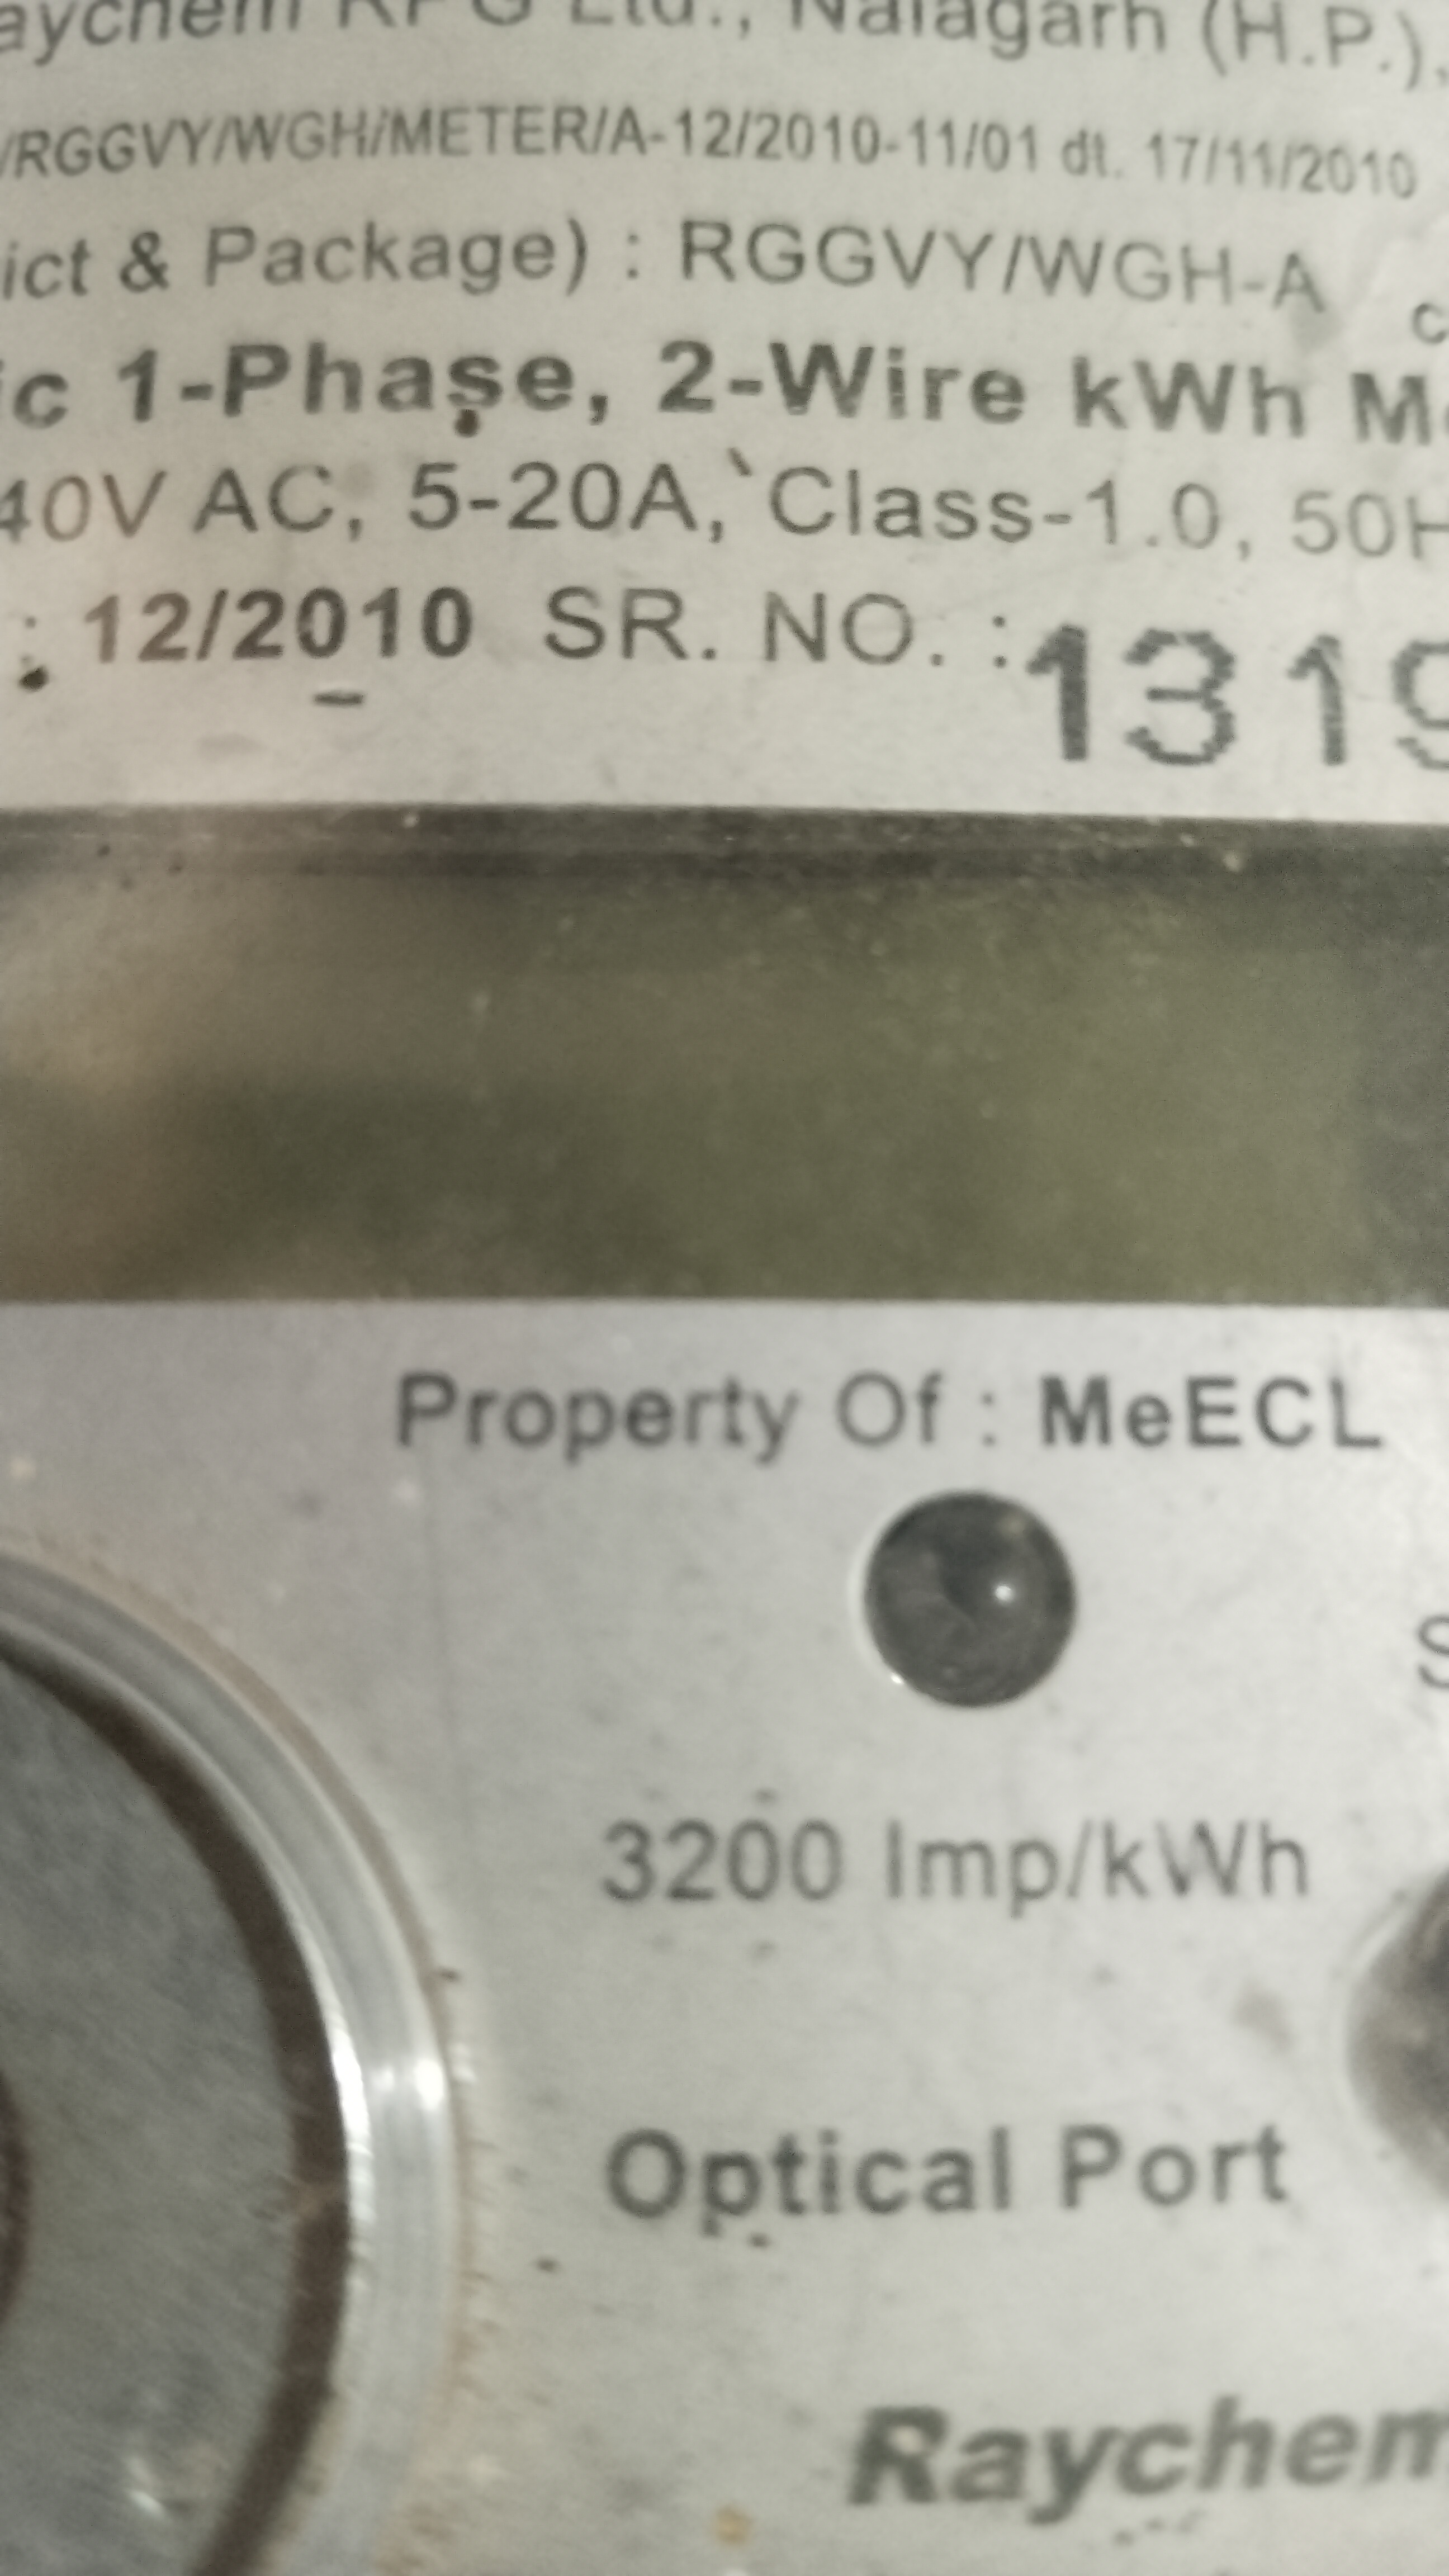 aychem RPG Ltd., Nalagarh (H.P.),
/RGGVY/WGH/METER/A-12/2010-11/01 dt. 17/11/2010
ict & Package) : RGGVY/WGH-A
ic 1-Phase, 2-Wire kWh M
40V AC, 5-20A, Class-1.0, 50H
: 12/2010 SR. NO. : 1319
Property Of : MeECL
3200 Imp/kWh
Optical Port
Raychem